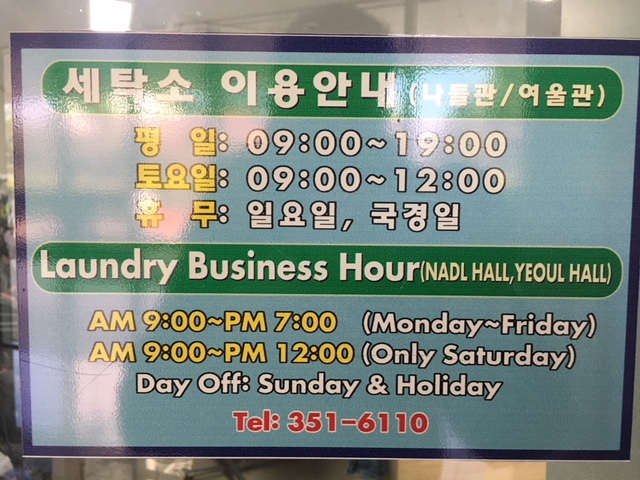 세탁소 이용안내(나들관/여울관)
평 일: 09:00~19:00
토요일: 09:00~12:00
휴 무: 일요일, 국경일
Laundry Business Hour(NADL HALL,YEOUL HALL)
AM 9:00~PM 7:00 (Monday~Friday)
AM 9:00~PM 12:00 (Only Saturday)
Day Off: Sunday & Holiday
Tel: 351-6110